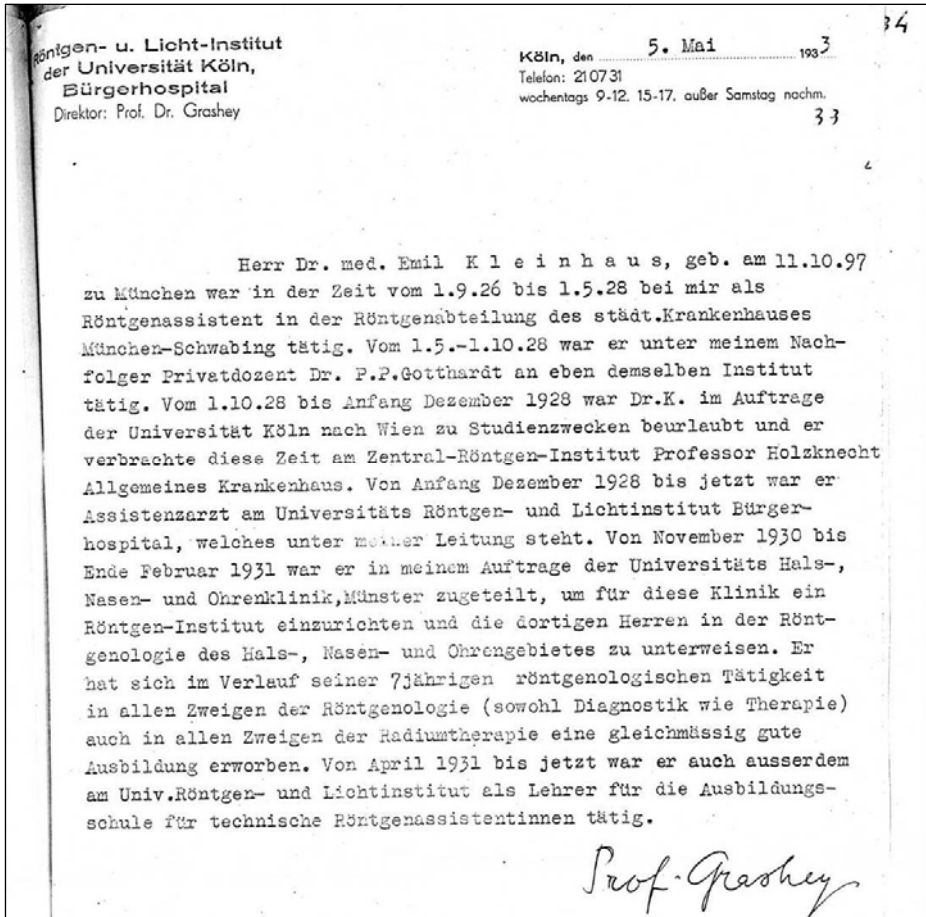 34
Röntgen- u. Licht-Institut
der Universität Köln,
Bürgerhospital
Direktor: Prof. Dr. Grashey
Köln, den 5. Mai 1933
Telefon: 210731
wochentags 9-12, 15-17, außer Samstag nachm.
33
Herr Dr. med. Emil K l e i n h a u s, geb. am 11.10.97
zu München war in der Zeit vom 1.9.26 bis 1.5.28 bei mir als
Röntgenassistent in der Röntgenabteilung des städt.Krankenhauses
München-Schwabing tätig. Vom 1.5.-1.10.28 war er unter meinem Nach-
folger Privatdozent Dr. P.P.Gotthardt an eben demselben Institut
tätig. Vom 1.10.28 bis Anfang Dezember 1928 war Dr.K. im Auftrage
der Universität Köln nach Wien zu Studienzwecken beurlaubt und er
verbrachte diese Zeit am Zentral-Röntgen-Institut Professor Holzknecht
Allgemeines Krankenhaus. Von Anfang Dezember 1928 bis jetzt war er
Assistenzarzt am Universitäts Röntgen- und Lichtinstitut Bürger-
hospital, welches unter meiner Leitung steht. Von November 1930 bis
Ende Februar 1931 war er in meinem Auftrage der Universitäts Hals-,
Nasen- und Ohrenklinik,Münster zugeteilt, um für diese Klinik ein
Röntgen-Institut einzurichten und die dortigen Herren in der Rönt-
genologie des Hals-, Nasen- und Ohrengebietes zu unterweisen. Er
hat sich im Verlauf seiner 7jährigen röntgenologischen Tätigkeit
in allen Zweigen der Röntgenologie (sowohl Diagnostik wie Therapie)
auch in allen Zweigen der Radiumtherapie eine gleichmässig gute
Ausbildung erworben. Von April 1931 bis jetzt war er auch ausserdem
am Univ.Röntgen- und Lichtinstitut als Lehrer für die Ausbildungs-
schule für technische Röntgenassistentinnen tätig.
Prof. Grashey